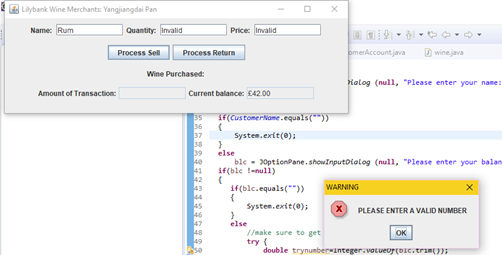 Lilybank Wine Merchants: Yangjiangdai Pan
Name: Rum Quantity: Invalid Price: Invalid
Process Sell Process Return
Wine Purchased:
Amount of Transaction: Current balance: £42.00
omerAccount.java wine.java
Dialog (null, "Please enter your name:
35 if(CustomerName.equals(""))
36 {
37 System.exit(0);
38 }
39 else
40 blc = JOptionPane.showInputDialog (null, "Please enter your balan
41 if(blc !=null)
42 {
43 if(blc.equals(""))
44 {
45 System.exit(0);
46 }
47 else
48 //make sure to get
49 try {
50 double trynumber=Integer.valueOf(blc.trim());
WARNING
PLEASE ENTER A VALID NUMBER
OK